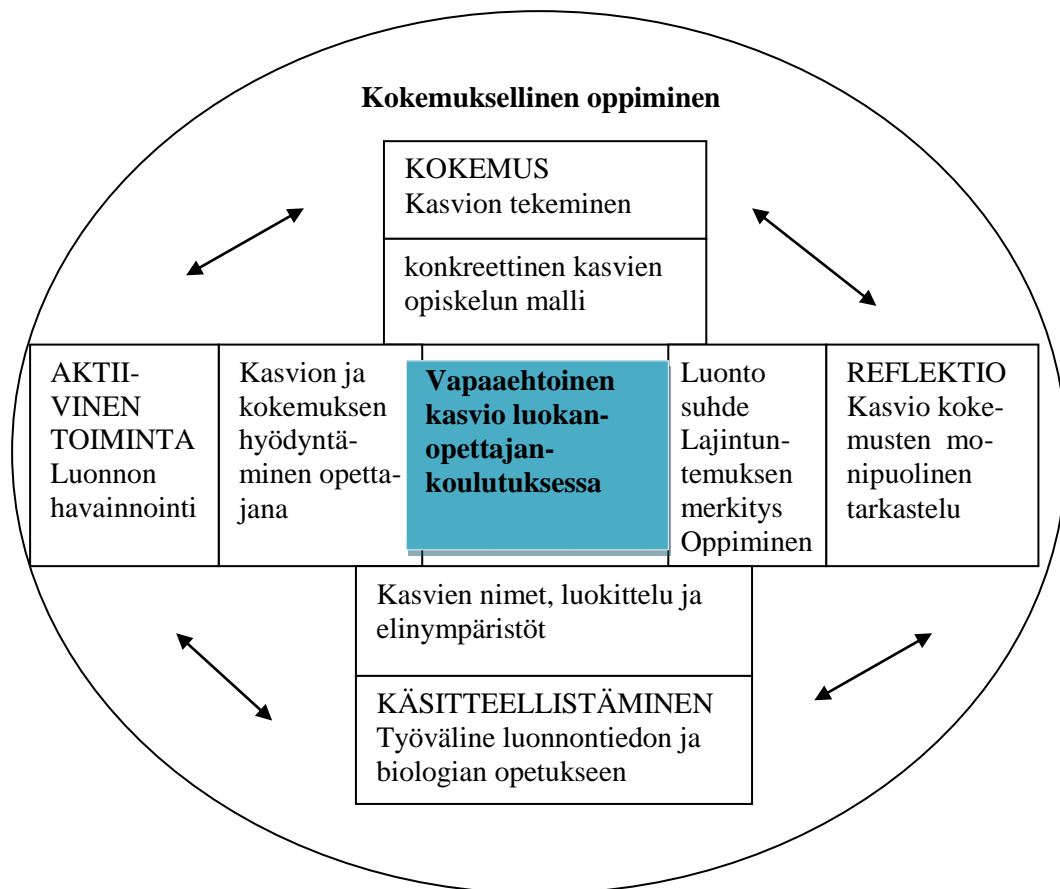 Kokemuksellinen oppiminen
KOKEMUS
Kasvion tekeminen
konkreettinen kasvien
opiskelun malli
AKTII-
VINEN
TOIMINTA
Luonnon
havainnointi
Kasvion ja
kokemuksen
hyödyntä-
minen opetta-
jana
Vapaaehtoinen
kasvio luokan-
opettajan-
koulutuksessa
Luonto
suhde
Lajintun-
temuksen
merkitys
Oppiminen
REFLEKTIO
Kasvio koke-
musten mo-
nipuolinen
tarkastelu
Kasvien nimet, luokittelu ja
elinympäristöt
KÄSITTEELLISTÄMINEN
Työväline luonnontiedon ja
biologian opetukseen